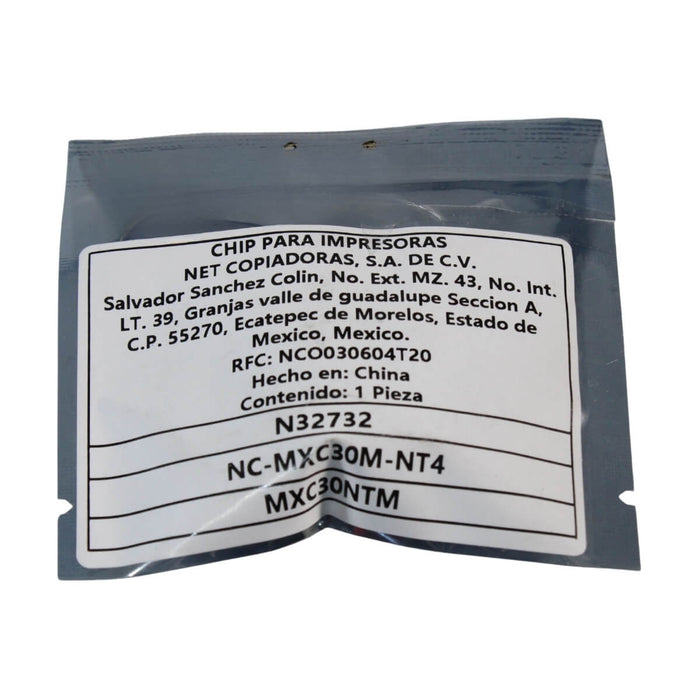 CHIP PARA IMPRESORAS
NET COPIADORAS, S.A. DE C.V.
Salvador Sanchez Colin, No. Ext. MZ. 43, No. Int.
LT. 39, Granjas valle de guadalupe Seccion A,
C.P. 55270, Ecatepec de Morelos, Estado de
Mexico, Mexico.
RFC: NCO030604T20
Hecho en: China
Contenido: 1 Pieza
N32732
NC-MXC30M-NT4
MXC30NTM